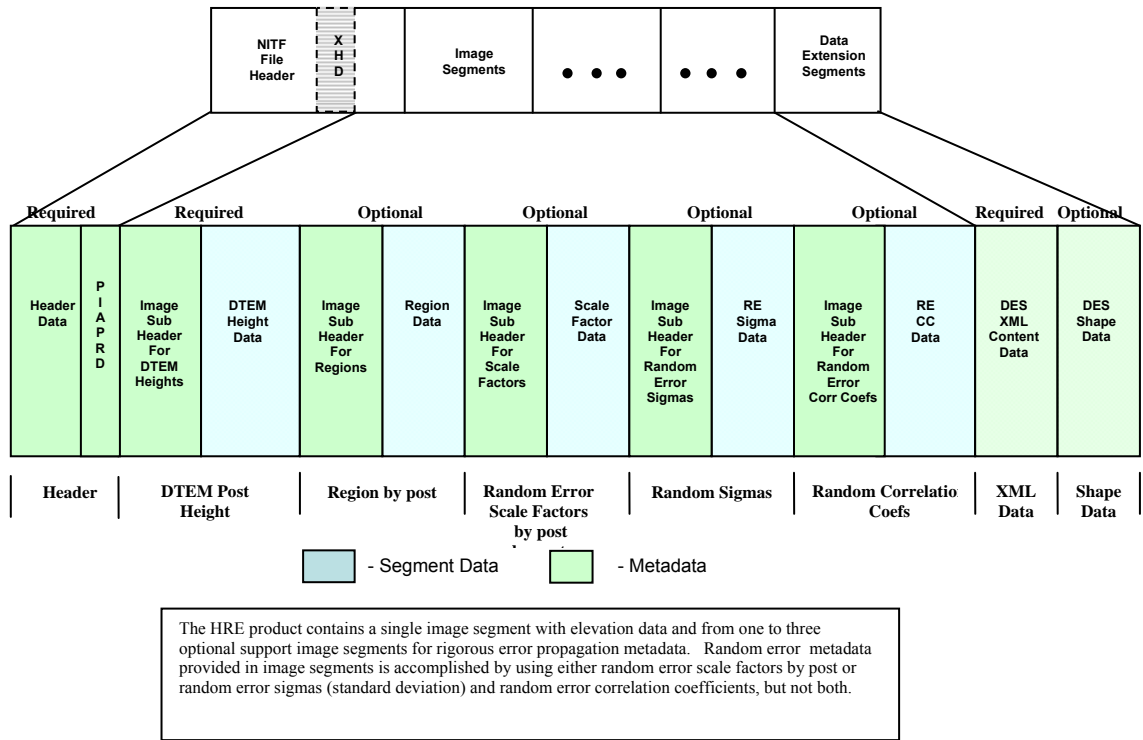 NITF
File
Header
X
H
D
Image
Segments
Data
Extension
Segments
Required
Required
Optional
Optional
Optional
Optional
Required
Optional
Header
Data
P
I
A
P
R
D
Image
Sub
Header
For
DTEM
Heights
DTEM
Height
Data
Image
Sub
Header
For
Regions
Region
Data
Image
Sub
Header
For
Scale
Factors
Scale
Factor
Data
Image
Sub
Header
For
Random
Error
Sigmas
RE
Sigma
Data
Image
Sub
Header
For
Random
Error
Corr Coefs
RE
CC
Data
DES
XML
Content
Data
DES
Shape
Data
Header
DTEM Post
Height
Region by post
Random Error
Scale Factors
by post
Random Sigmas
Random Correlatio
Coefs
XML
Data
Shape
Data
- Segment Data
- Metadata
The HRE product contains a single image segment with elevation data and from one to three
optional support image segments for rigorous error propagation metadata. Random error metadata
provided in image segments is accomplished by using either random error scale factors by post or
random error sigmas (standard deviation) and random error correlation coefficients, but not both.